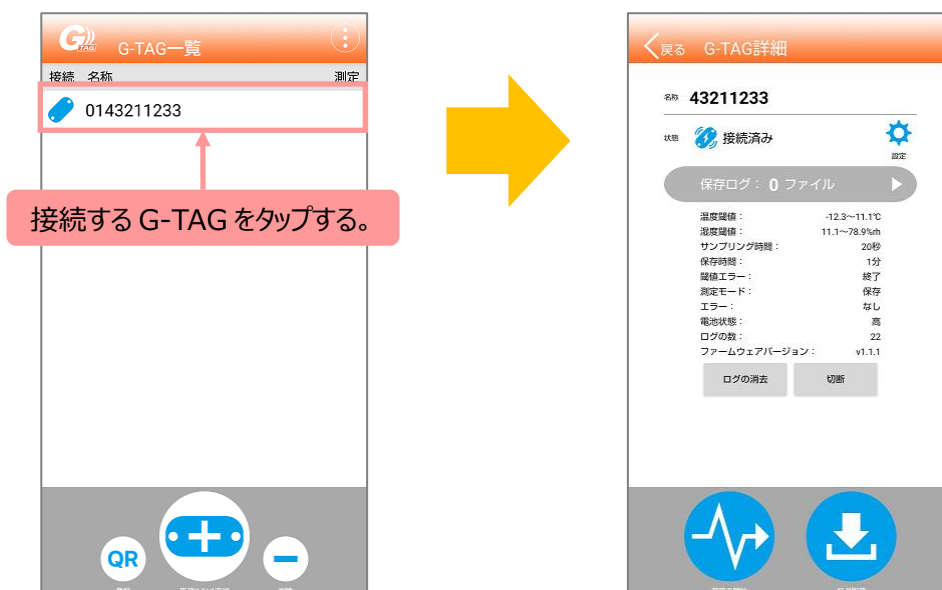 G TAG
G-TAG一覧
接続 名称 測定
0143211233
接続する G-TAG をタップする。
QR
戻る G-TAG詳細
名称 43211233
状態 接続済み
設定
保存ログ： 0 ファイル
温度閾値： -12.3～11.1℃
湿度閾値： 11.1～78.9%rh
サンプリング時間： 20秒
保存時間： 1分
閾値エラー： 終了
測定モード： 保存
エラー： なし
電池状態： 高
ログの数： 22
ファームウェアバージョン： v1.1.1
ログの消去 切断